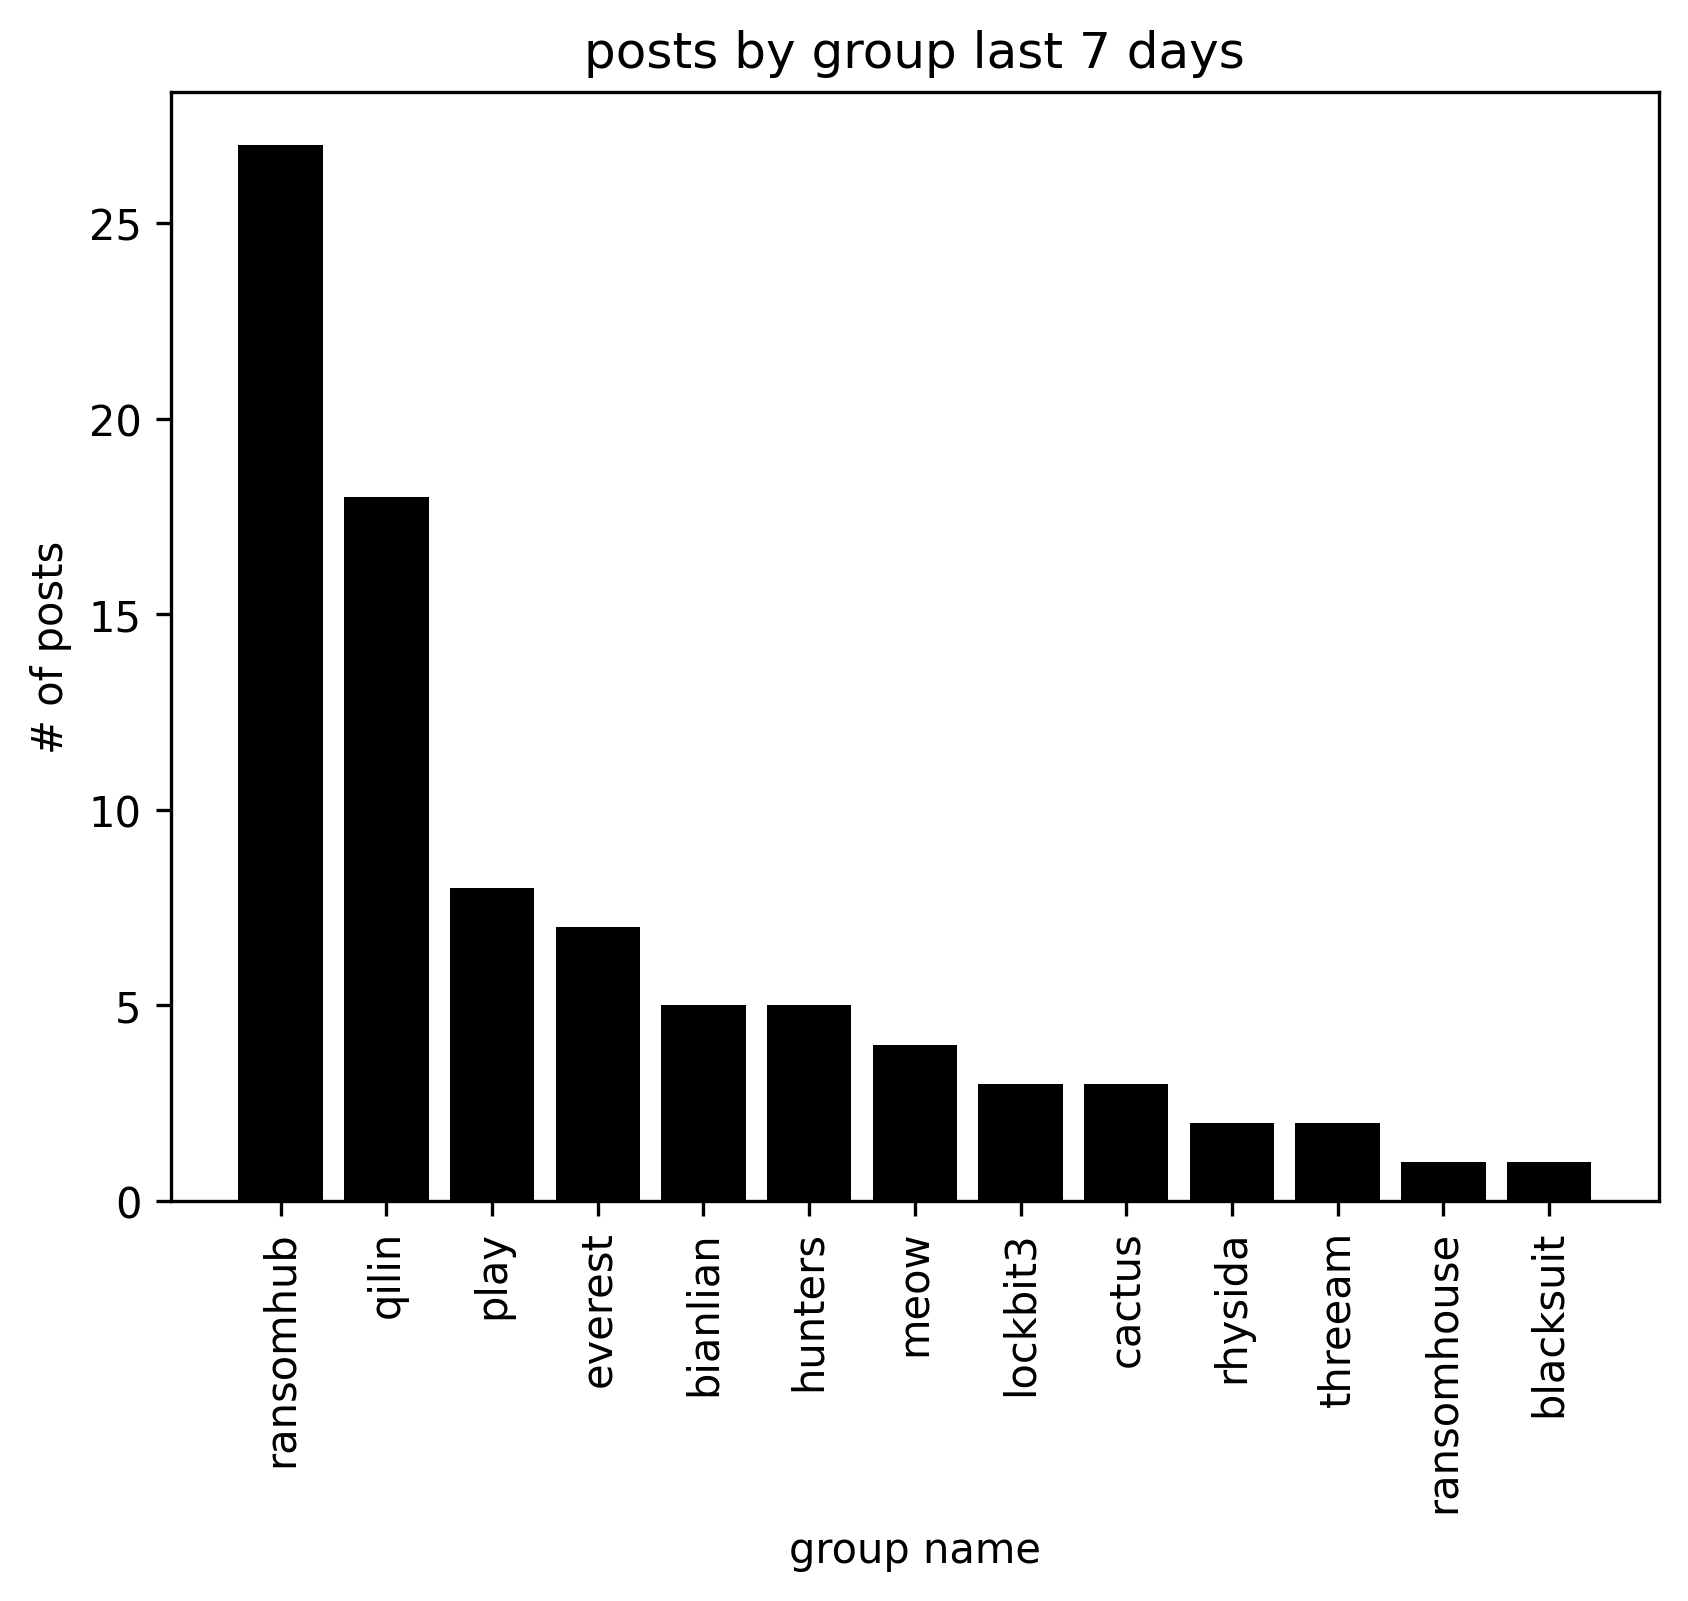 posts by group last 7 days
# of posts
25
20
15
10
5
0
ransomhub
qilin
play
everest
bianlian
hunters
meow
lockbit3
cactus
rhysida
threeam
ransomhouse
blacksuit
group name